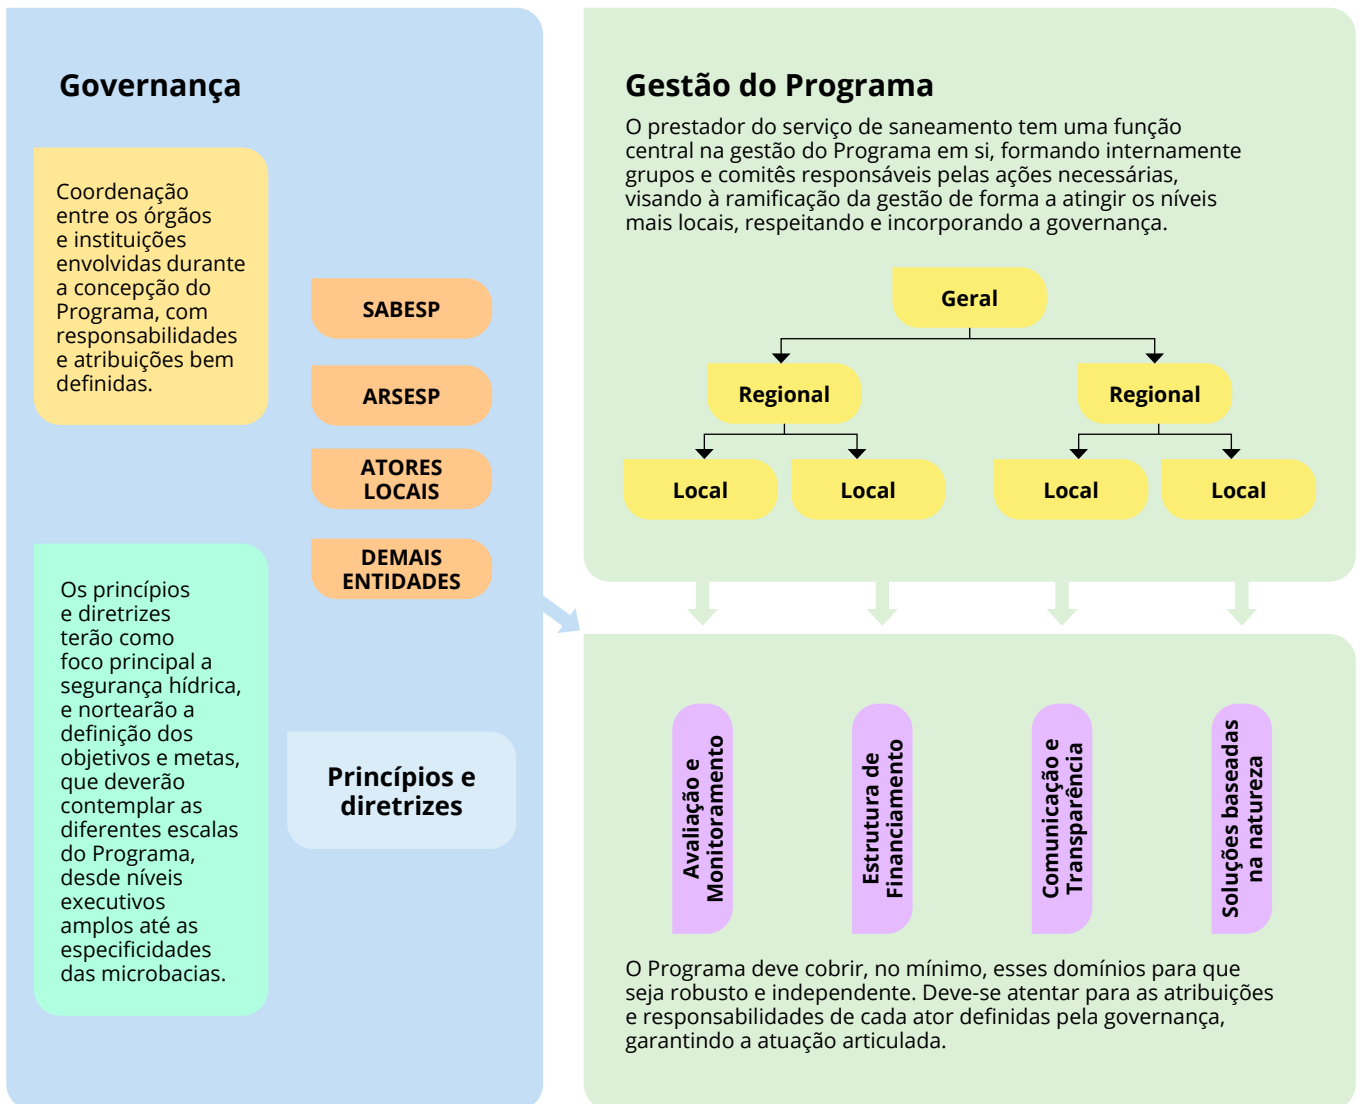 Governança
Coordenação
entre os órgãos
e instituições
envolvidas durante
a concepção do
Programa, com
responsabilidades
e atribuições bem
definidas.
SABESP
ARSESP
ATORES
LOCAIS
DEMAIS
ENTIDADES
Os princípios
e diretrizes
terão como
foco principal a
segurança hídrica,
e nortearão a
definição dos
objetivos e metas,
que deverão
contemplar as
diferentes escalas
do Programa,
desde níveis
executivos
amplos até as
especificidades
das microbacias.
Princípios e
diretrizes
Gestão do Programa
O prestador do serviço de saneamento tem uma função
central na gestão do Programa em si, formando internamente
grupos e comitês responsáveis pelas ações necessárias,
visando à ramificação da gestão de forma a atingir os níveis
mais locais, respeitando e incorporando a governança.
Geral
Regional
Regional
Local
Local
Local
Local
Avaliação e
Monitoramento
Estrutura de
Financiamento
Comunicação e
Transparência
Soluções baseadas
na natureza
O Programa deve cobrir, no mínimo, esses domínios para que
seja robusto e independente. Deve-se atentar para as atribuições
e responsabilidades de cada ator definidas pela governança,
garantindo a atuação articulada.